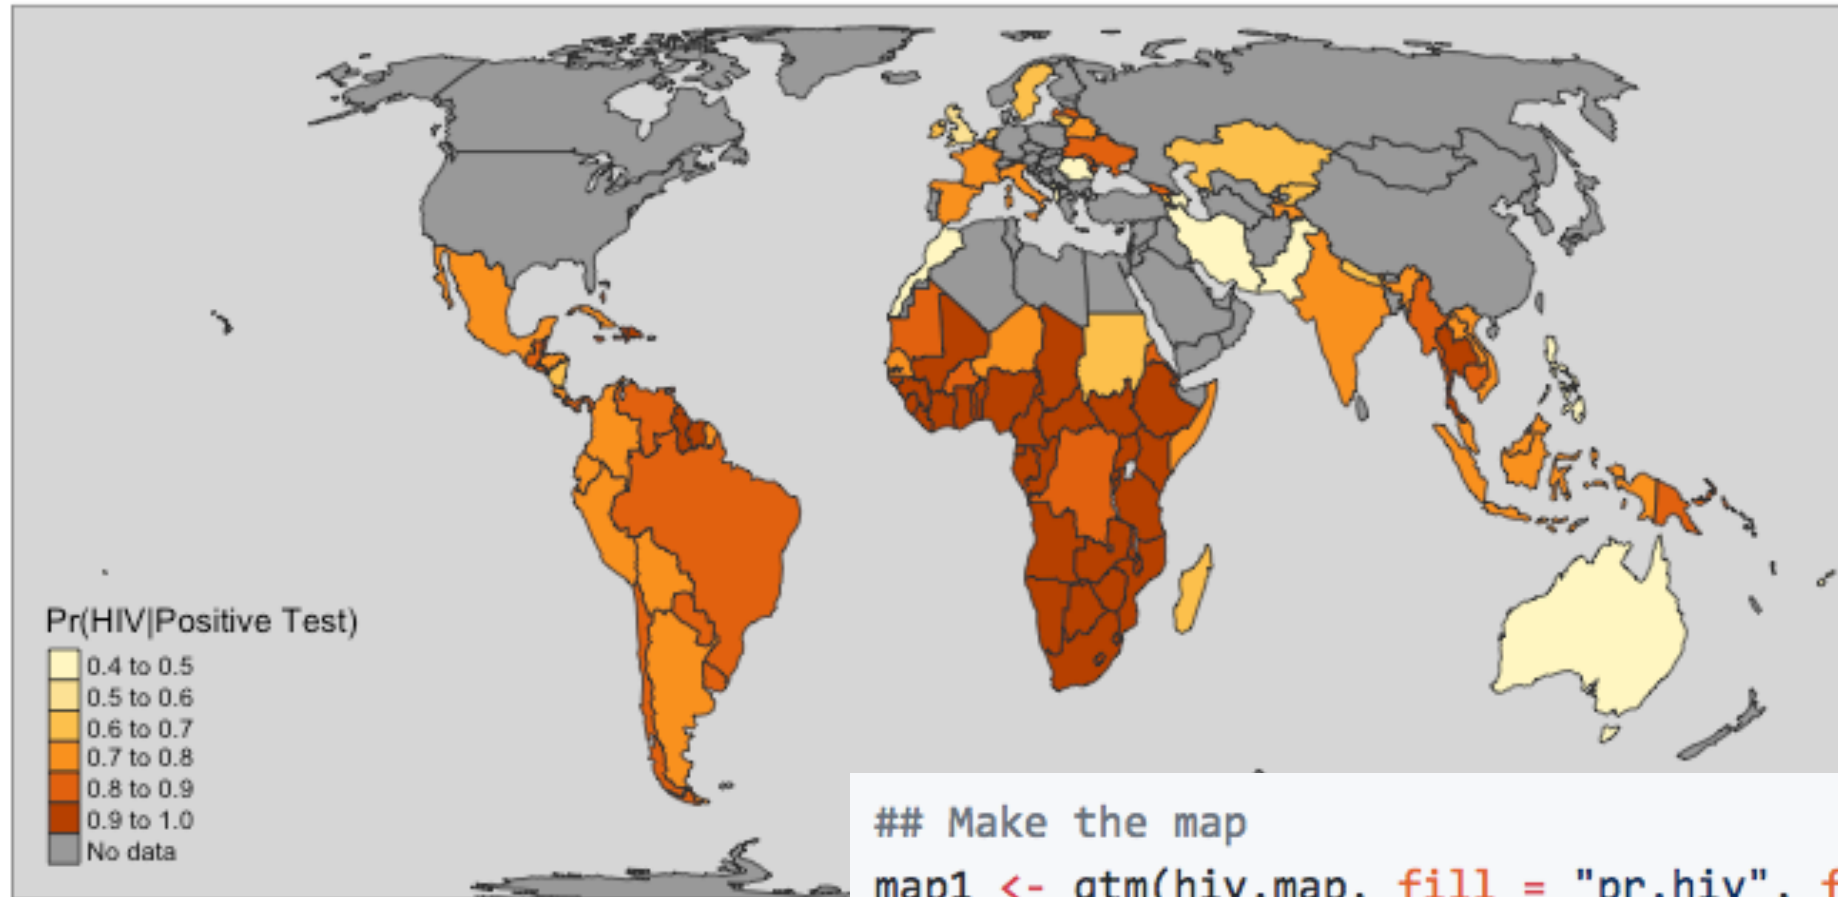 Pr(HIV|Positive Test)
0.4 to 0.5
0.5 to 0.6
0.6 to 0.7
0.7 to 0.8
0.8 to 0.9
0.9 to 1.0
No data
## Make the map
map1 <- qtm(hiv.map, fill = "pr.hiv", f